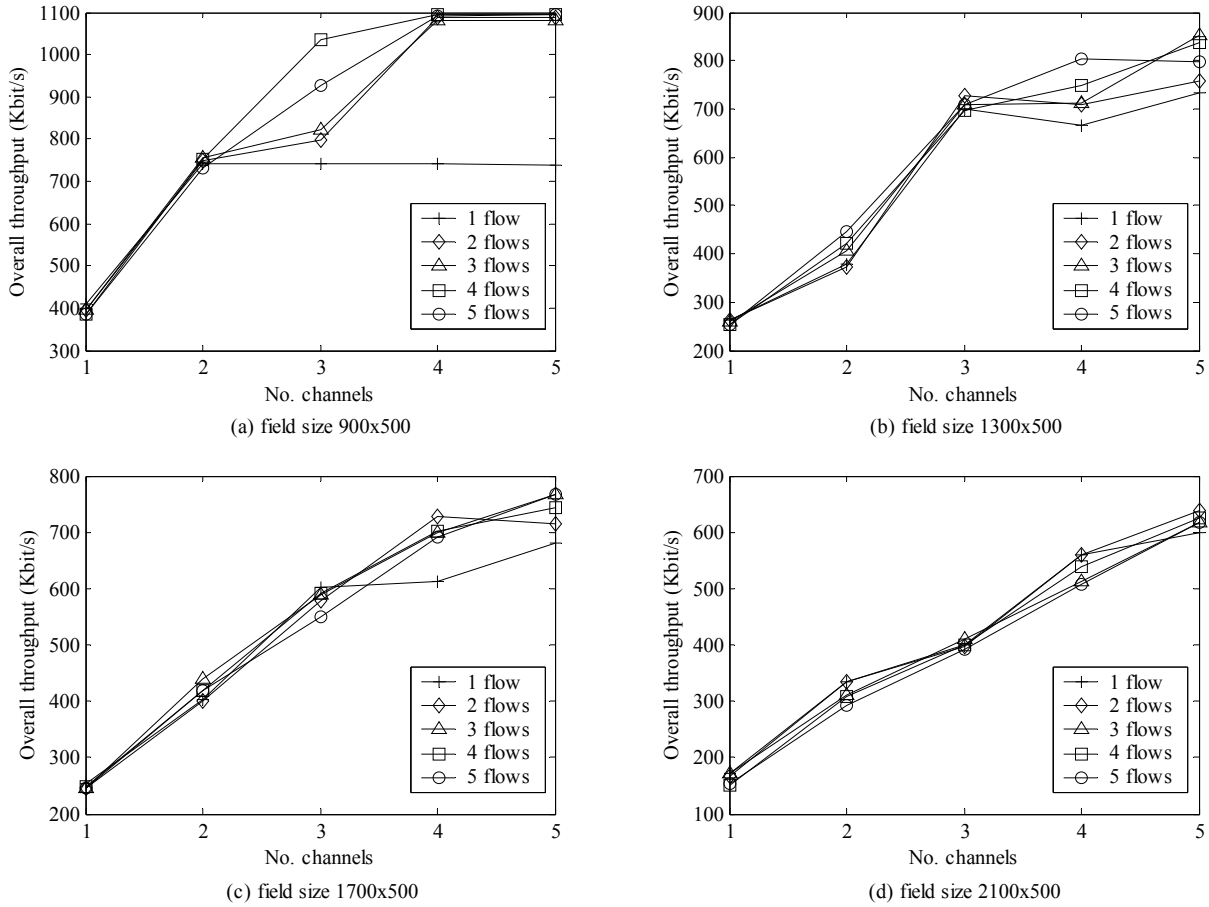 Overall throughput (Kbit/s)
1100
1000
900
800
700
600
500
400
300
1 2 3 4 5
No. channels
1 flow
2 flows
3 flows
4 flows
5 flows
(a) field size 900x500
Overall throughput (Kbit/s)
900
800
700
600
500
400
300
200
1 2 3 4 5
No. channels
1 flow
2 flows
3 flows
4 flows
5 flows
(b) field size 1300x500
Overall throughput (Kbit/s)
800
700
600
500
400
300
200
1 2 3 4 5
No. channels
1 flow
2 flows
3 flows
4 flows
5 flows
(c) field size 1700x500
Overall throughput (Kbit/s)
700
600
500
400
300
200
100
1 2 3 4 5
No. channels
1 flow
2 flows
3 flows
4 flows
5 flows
(d) field size 2100x500